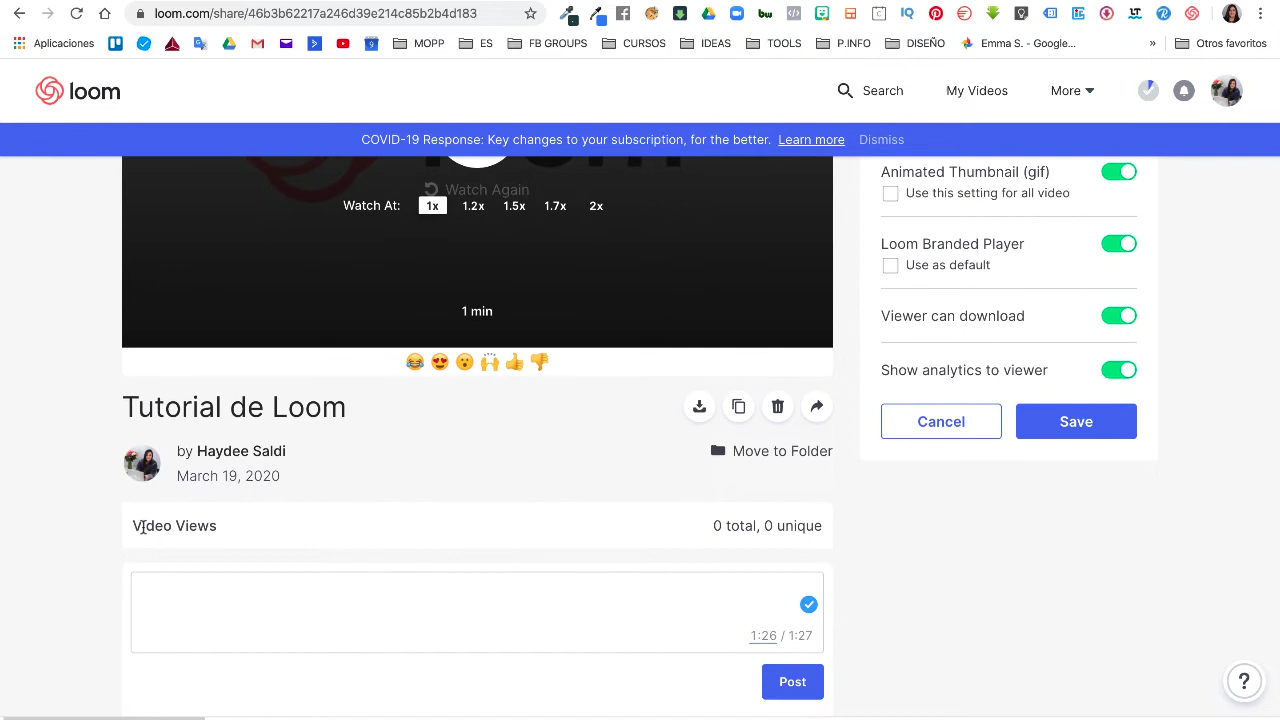 loom.com/share/46b3b62217a246d39e214c85b2b4d183
Aplicaciones
MOPP
ES
FB GROUPS
CURSOS
IDEAS
TOOLS
P.INFO
DISEÑO
Emma S. - Google...
»
Otros favoritos
loom
Search
My Videos
More
COVID-19 Response: Key changes to your subscription, for the better. Learn more Dismiss
Watch Again
Watch At: 1x 1.2x 1.5x 1.7x 2x
1 min
Animated Thumbnail (gif)
Use this setting for all video
Loom Branded Player
Use as default
Viewer can download
Show analytics to viewer
Cancel
Save
Tutorial de Loom
by Haydee Saldi
March 19, 2020
Move to Folder
Video Views
0 total, 0 unique
1:26 / 1:27
Post
?